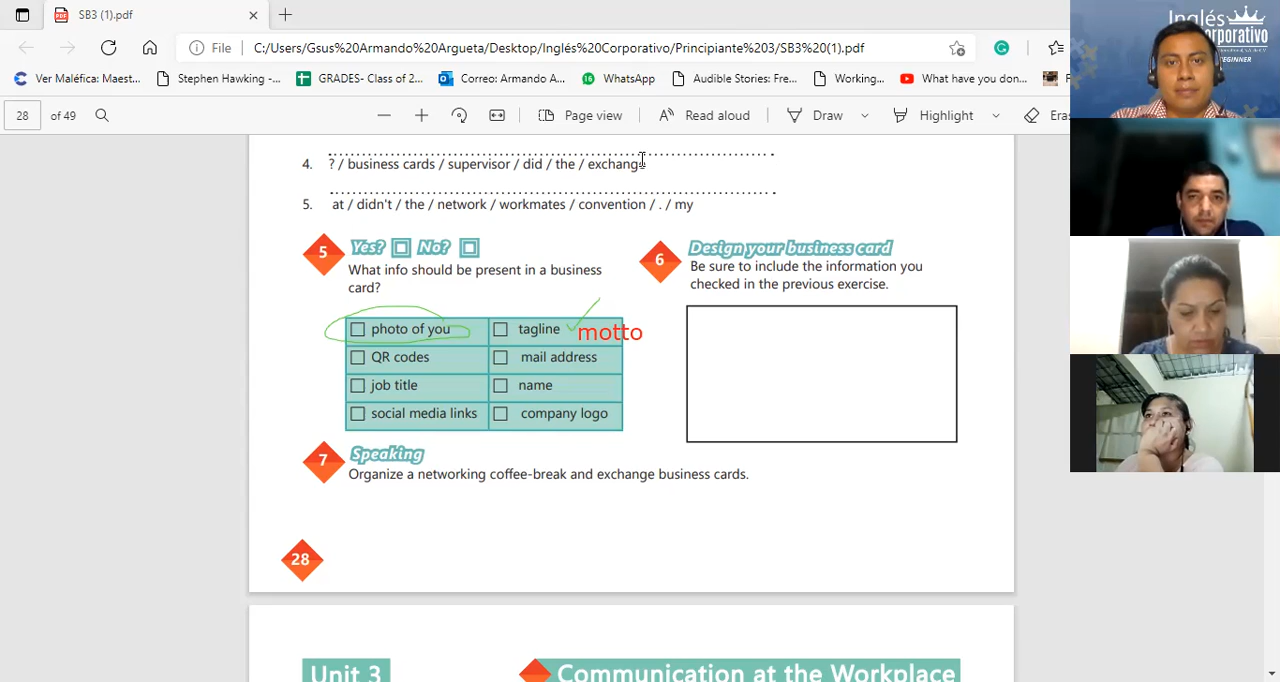 SB3 (1).pdf
File
C:/Users/Gsus%20Armando%20Argueta/Desktop/Inglés%20Corporativo/Principiante%203/SB3%20(1).pdf
Ver Maléfica: Maest...
Stephen Hawking -...
GRADES- Class of 2...
Correo: Armando A...
16 WhatsApp
Audible Stories: Fre...
Working...
What have you don...
28 of 49
Page view
Read aloud
Draw
Highlight
Eras
Inglés
Corporativo
BEGINNER
4. ? / business cards / supervisor / did / the / exchange
5. at / didn't / the / network / workmates / convention / . / my
5 Yes? No?
What info should be present in a business
card?
photo of you
tagline
motto
QR codes
mail address
job title
name
social media links
company logo
6 Design your business card
Be sure to include the information you
checked in the previous exercise.
7 Speaking
Organize a networking coffee-break and exchange business cards.
28
Unit 3
Communication at the Workplace